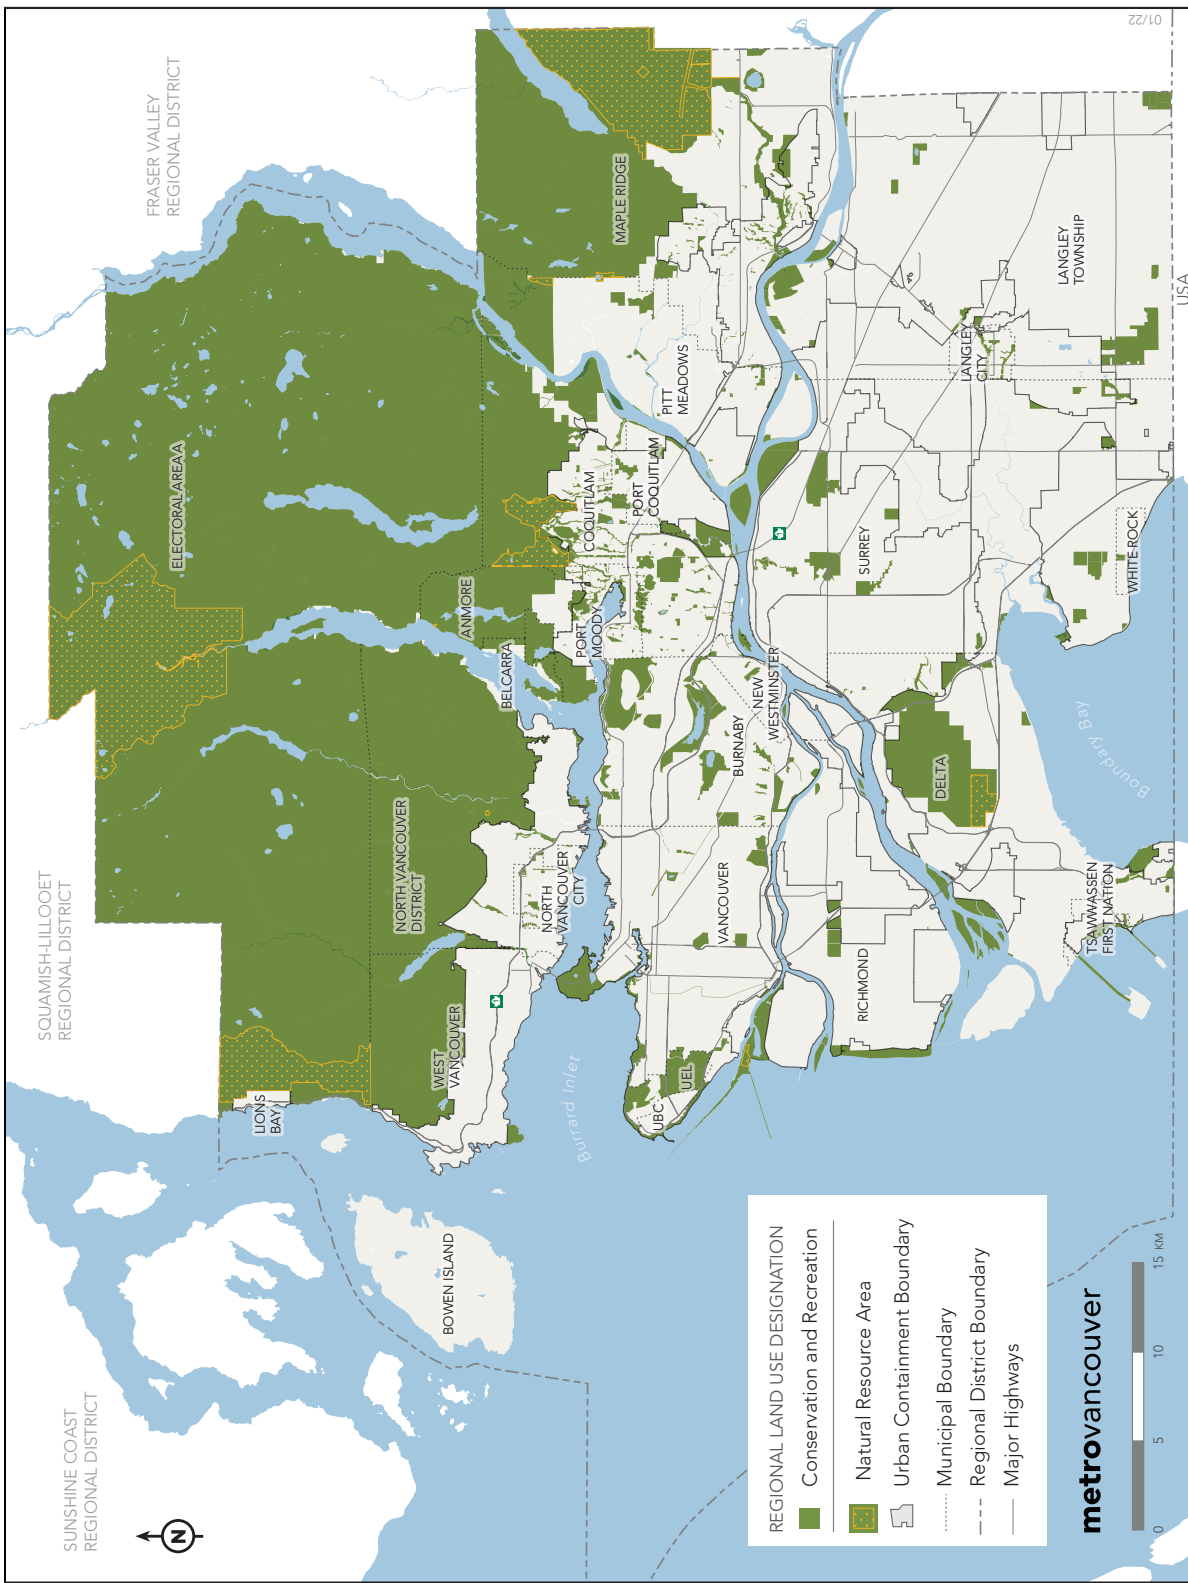 SUNSHINE COAST
REGIONAL DISTRICT
SQUAMISH-LILLOOET
REGIONAL DISTRICT
FRASER VALLEY
REGIONAL DISTRICT
N
ELECTORAL AREA A
LIONS
BAY
BOWEN ISLAND
WEST
VANCOUVER
NORTH VANCOUVER
DISTRICT
NORTH
VANCOUVER
CITY
BELCARRA
ANMORE
PORT
MOODY
COQUITLAM
PORT
COQUITLAM
PITT
MEADOWS
MAPLE RIDGE
Burrard Inlet
UBC
UEL
VANCOUVER
BURNABY
NEW
WESTMINSTER
RICHMOND
DELTA
SURREY
LANGLEY
CITY
LANGLEY
TOWNSHIP
WHITE ROCK
TSAWWASSEN
FIRST NATION
Boundary Bay
USA
REGIONAL LAND USE DESIGNATION
Conservation and Recreation
Natural Resource Area
Urban Containment Boundary
Municipal Boundary
Regional District Boundary
Major Highways
metrovancouver
0 5 10 15 KM
01/22
1
1